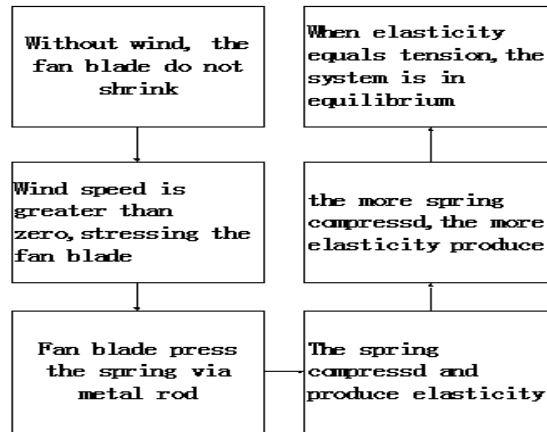 Without wind, the
fan blade do not
shrink
Wind speed is
greater than
zero,stressing the
fan blade
Fan blade press
the spring via
metal rod
The spring
compressd and
produce elasticity
the more spring
compressd,the more
elasticity produce
When elasticity
equals tension,the
system is in
equilibrium